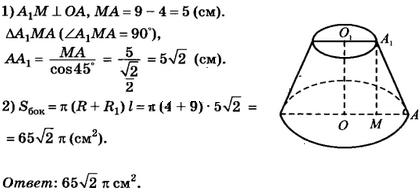 1) A₁M ⊥ OA, MA = 9 – 4 = 5 (см).
ΔA₁MA (∠A₁MA = 90°),
AA₁ = MA/cos45° = 5/(√2/2) = 5√2 (см).
2) Sбок = π (R + R₁) l = π (4 + 9) · 5√2 =
= 65√2 π (см²).
Ответ: 65√2 π см².
O₁ A₁
O M A